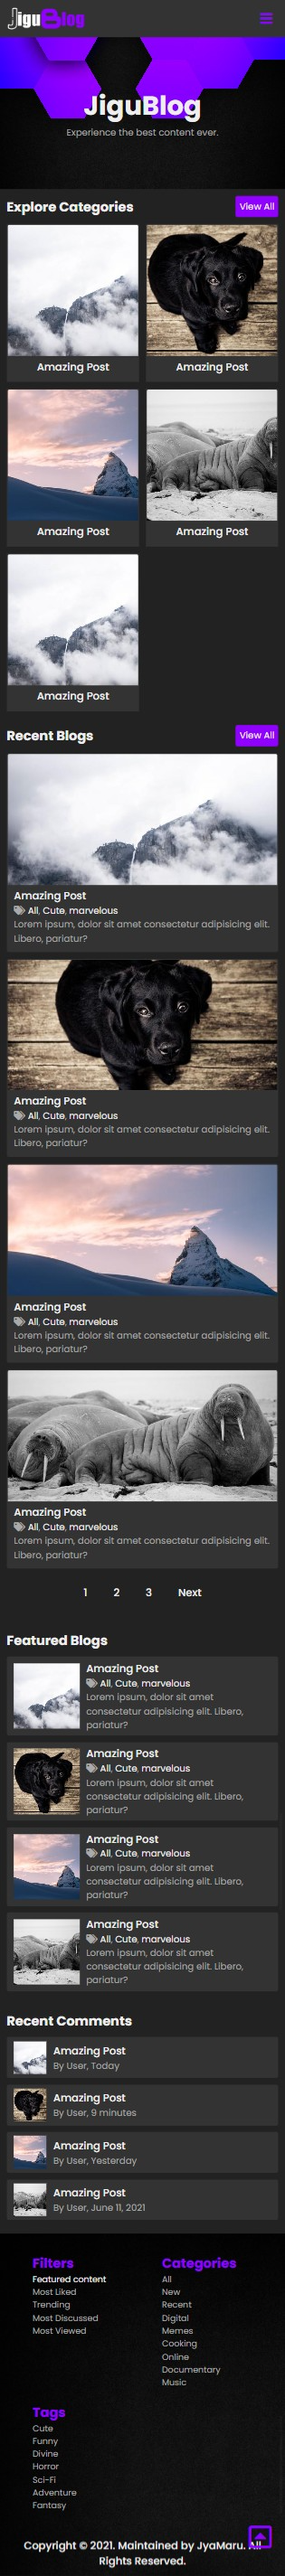 JiguBlog
JiguBlog
Experience the best content ever.
Explore Categories
View All
Amazing Post
Amazing Post
Amazing Post
Amazing Post
Amazing Post
Recent Blogs
View All
Amazing Post
All, Cute, marvelous
Lorem ipsum, dolor sit amet consectetur adipisicing elit.
Libero, pariatur?
Amazing Post
All, Cute, marvelous
Lorem ipsum, dolor sit amet consectetur adipisicing elit.
Libero, pariatur?
Amazing Post
All, Cute, marvelous
Lorem ipsum, dolor sit amet consectetur adipisicing elit.
Libero, pariatur?
Amazing Post
All, Cute, marvelous
Lorem ipsum, dolor sit amet consectetur adipisicing elit.
Libero, pariatur?
1 2 3 Next
Featured Blogs
Amazing Post
All, Cute, marvelous
Lorem ipsum, dolor sit amet
consectetur adipisicing elit. Libero,
pariatur?
Amazing Post
All, Cute, marvelous
Lorem ipsum, dolor sit amet
consectetur adipisicing elit. Libero,
pariatur?
Amazing Post
All, Cute, marvelous
Lorem ipsum, dolor sit amet
consectetur adipisicing elit. Libero,
pariatur?
Amazing Post
All, Cute, marvelous
Lorem ipsum, dolor sit amet
consectetur adipisicing elit. Libero,
pariatur?
Recent Comments
Amazing Post
By User, Today
Amazing Post
By User, 9 minutes
Amazing Post
By User, Yesterday
Amazing Post
By User, June 11, 2021
Filters
Featured content
Most Liked
Trending
Most Discussed
Most Viewed
Categories
All
New
Recent
Digital
Memes
Cooking
Online
Documentary
Music
Tags
Cute
Funny
Divine
Horror
Sci-Fi
Adventure
Fantasy
Copyright © 2021. Maintained by JyaMaru. All
Rights Reserved.